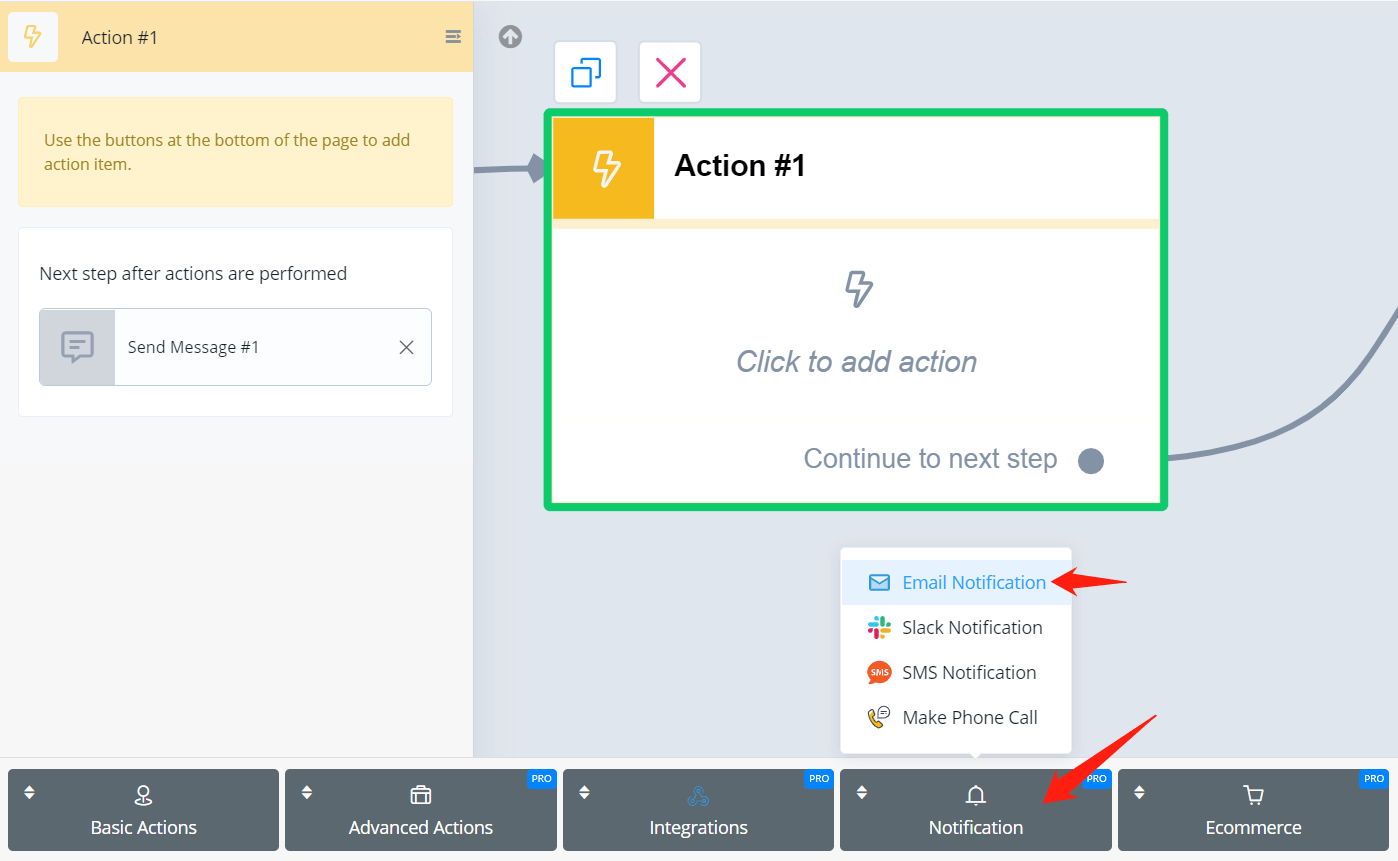 Action #1
Use the buttons at the bottom of the page to add
action item.
Next step after actions are performed
Send Message #1
Action #1
Click to add action
Continue to next step
Email Notification
Slack Notification
SMS
SMS Notification
Make Phone Call
Basic Actions
PRO
Advanced Actions
PRO
Integrations
PRO
Notification
PRO
Ecommerce